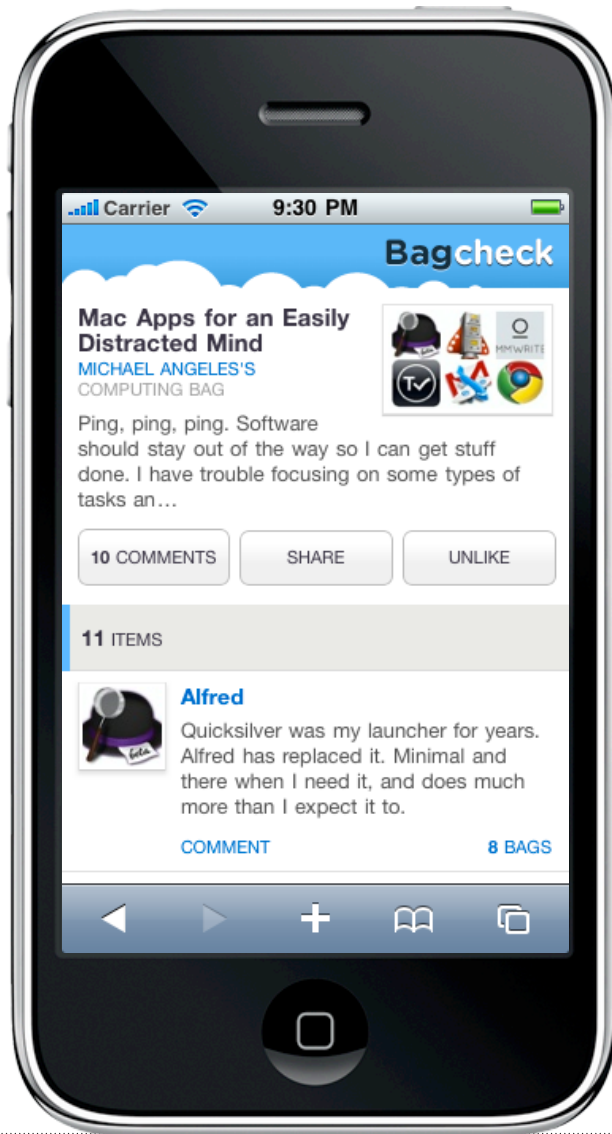 Carrier 9:30 PM
Bagcheck
Mac Apps for an Easily
Distracted Mind
MICHAEL ANGELES'S
COMPUTING BAG
MMWRITE
beta
TV
Ping, ping, ping. Software
should stay out of the way so I can get stuff
done. I have trouble focusing on some types of
tasks an...
10 COMMENTS SHARE UNLIKE
11 ITEMS
beta
Alfred
Quicksilver was my launcher for years.
Alfred has replaced it. Minimal and
there when I need it, and does much
more than I expect it to.
COMMENT 8 BAGS